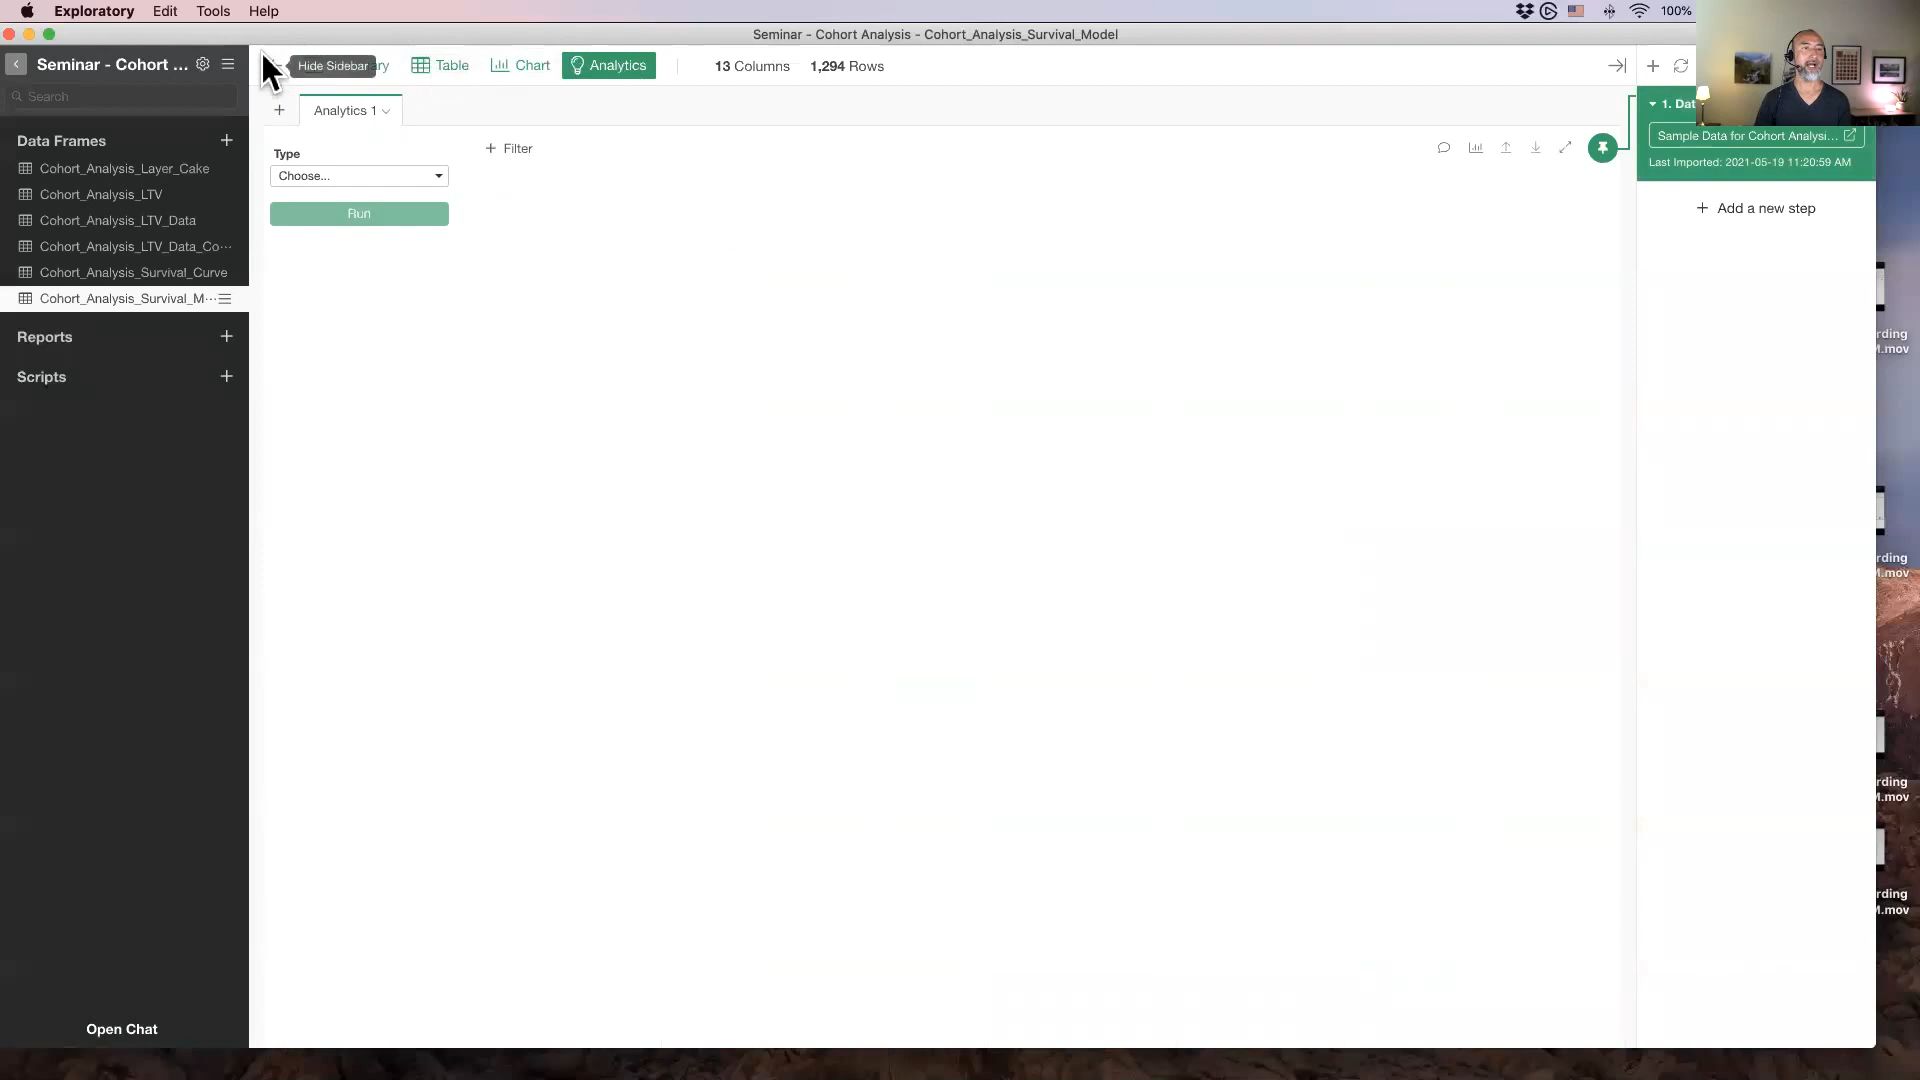 Exploratory Edit Tools Help 100%
Seminar - Cohort Analysis - Cohort_Analysis_Survival_Model
Seminar - Cohort ...
Hide Sidebar
Table Chart Analytics 13 Columns 1,294 Rows
Search
Analytics 1
Data Frames
Cohort_Analysis_Layer_Cake
Cohort_Analysis_LTV
Cohort_Analysis_LTV_Data
Cohort_Analysis_LTV_Data_Co...
Cohort_Analysis_Survival_Curve
Cohort_Analysis_Survival_M...
Reports
Scripts
Open Chat
Type
Choose...
Run
Filter
1. Dat
Sample Data for Cohort Analysi...
Last Imported: 2021-05-19 11:20:59 AM
Add a new step
rding
M.mov
rding
M.mov
rding
M.mov
rding
M.mov